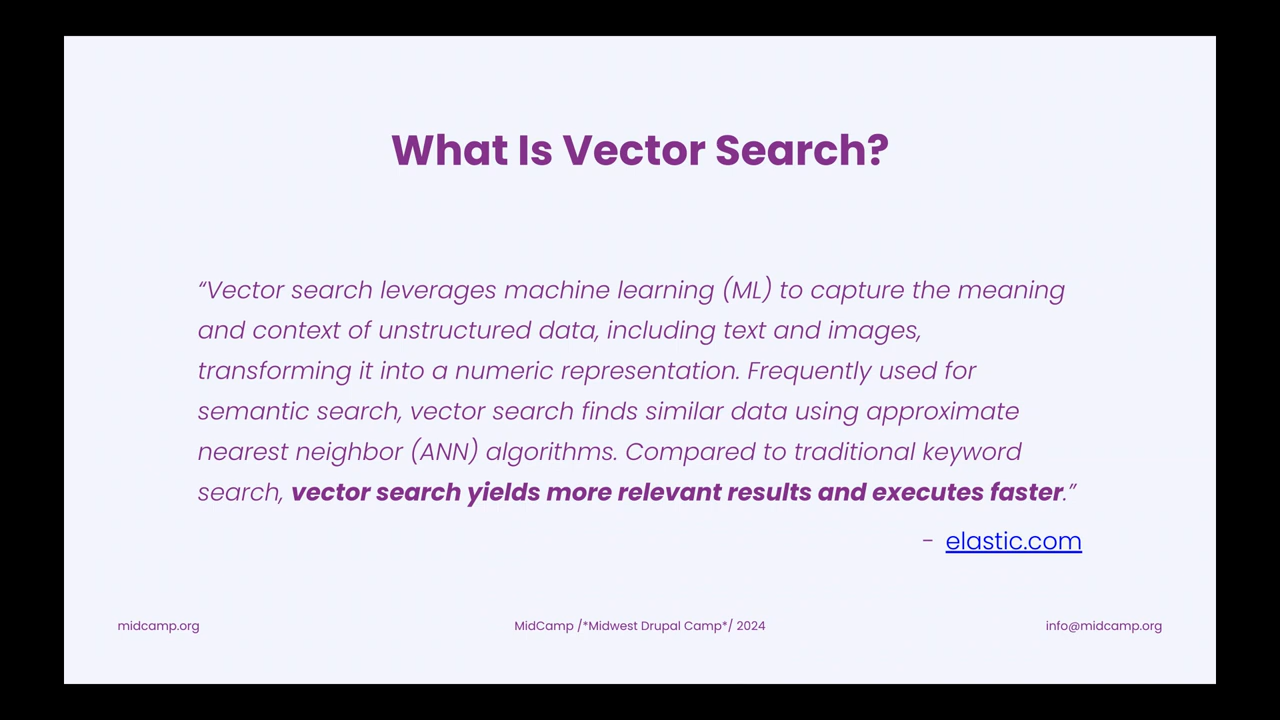 What Is Vector Search?
“Vector search leverages machine learning (ML) to capture the meaning
and context of unstructured data, including text and images,
transforming it into a numeric representation. Frequently used for
semantic search, vector search finds similar data using approximate
nearest neighbor (ANN) algorithms. Compared to traditional keyword
search, vector search yields more relevant results and executes faster.”
- elastic.com
midcamp.org MidCamp /*Midwest Drupal Camp*/ 2024 info@midcamp.org